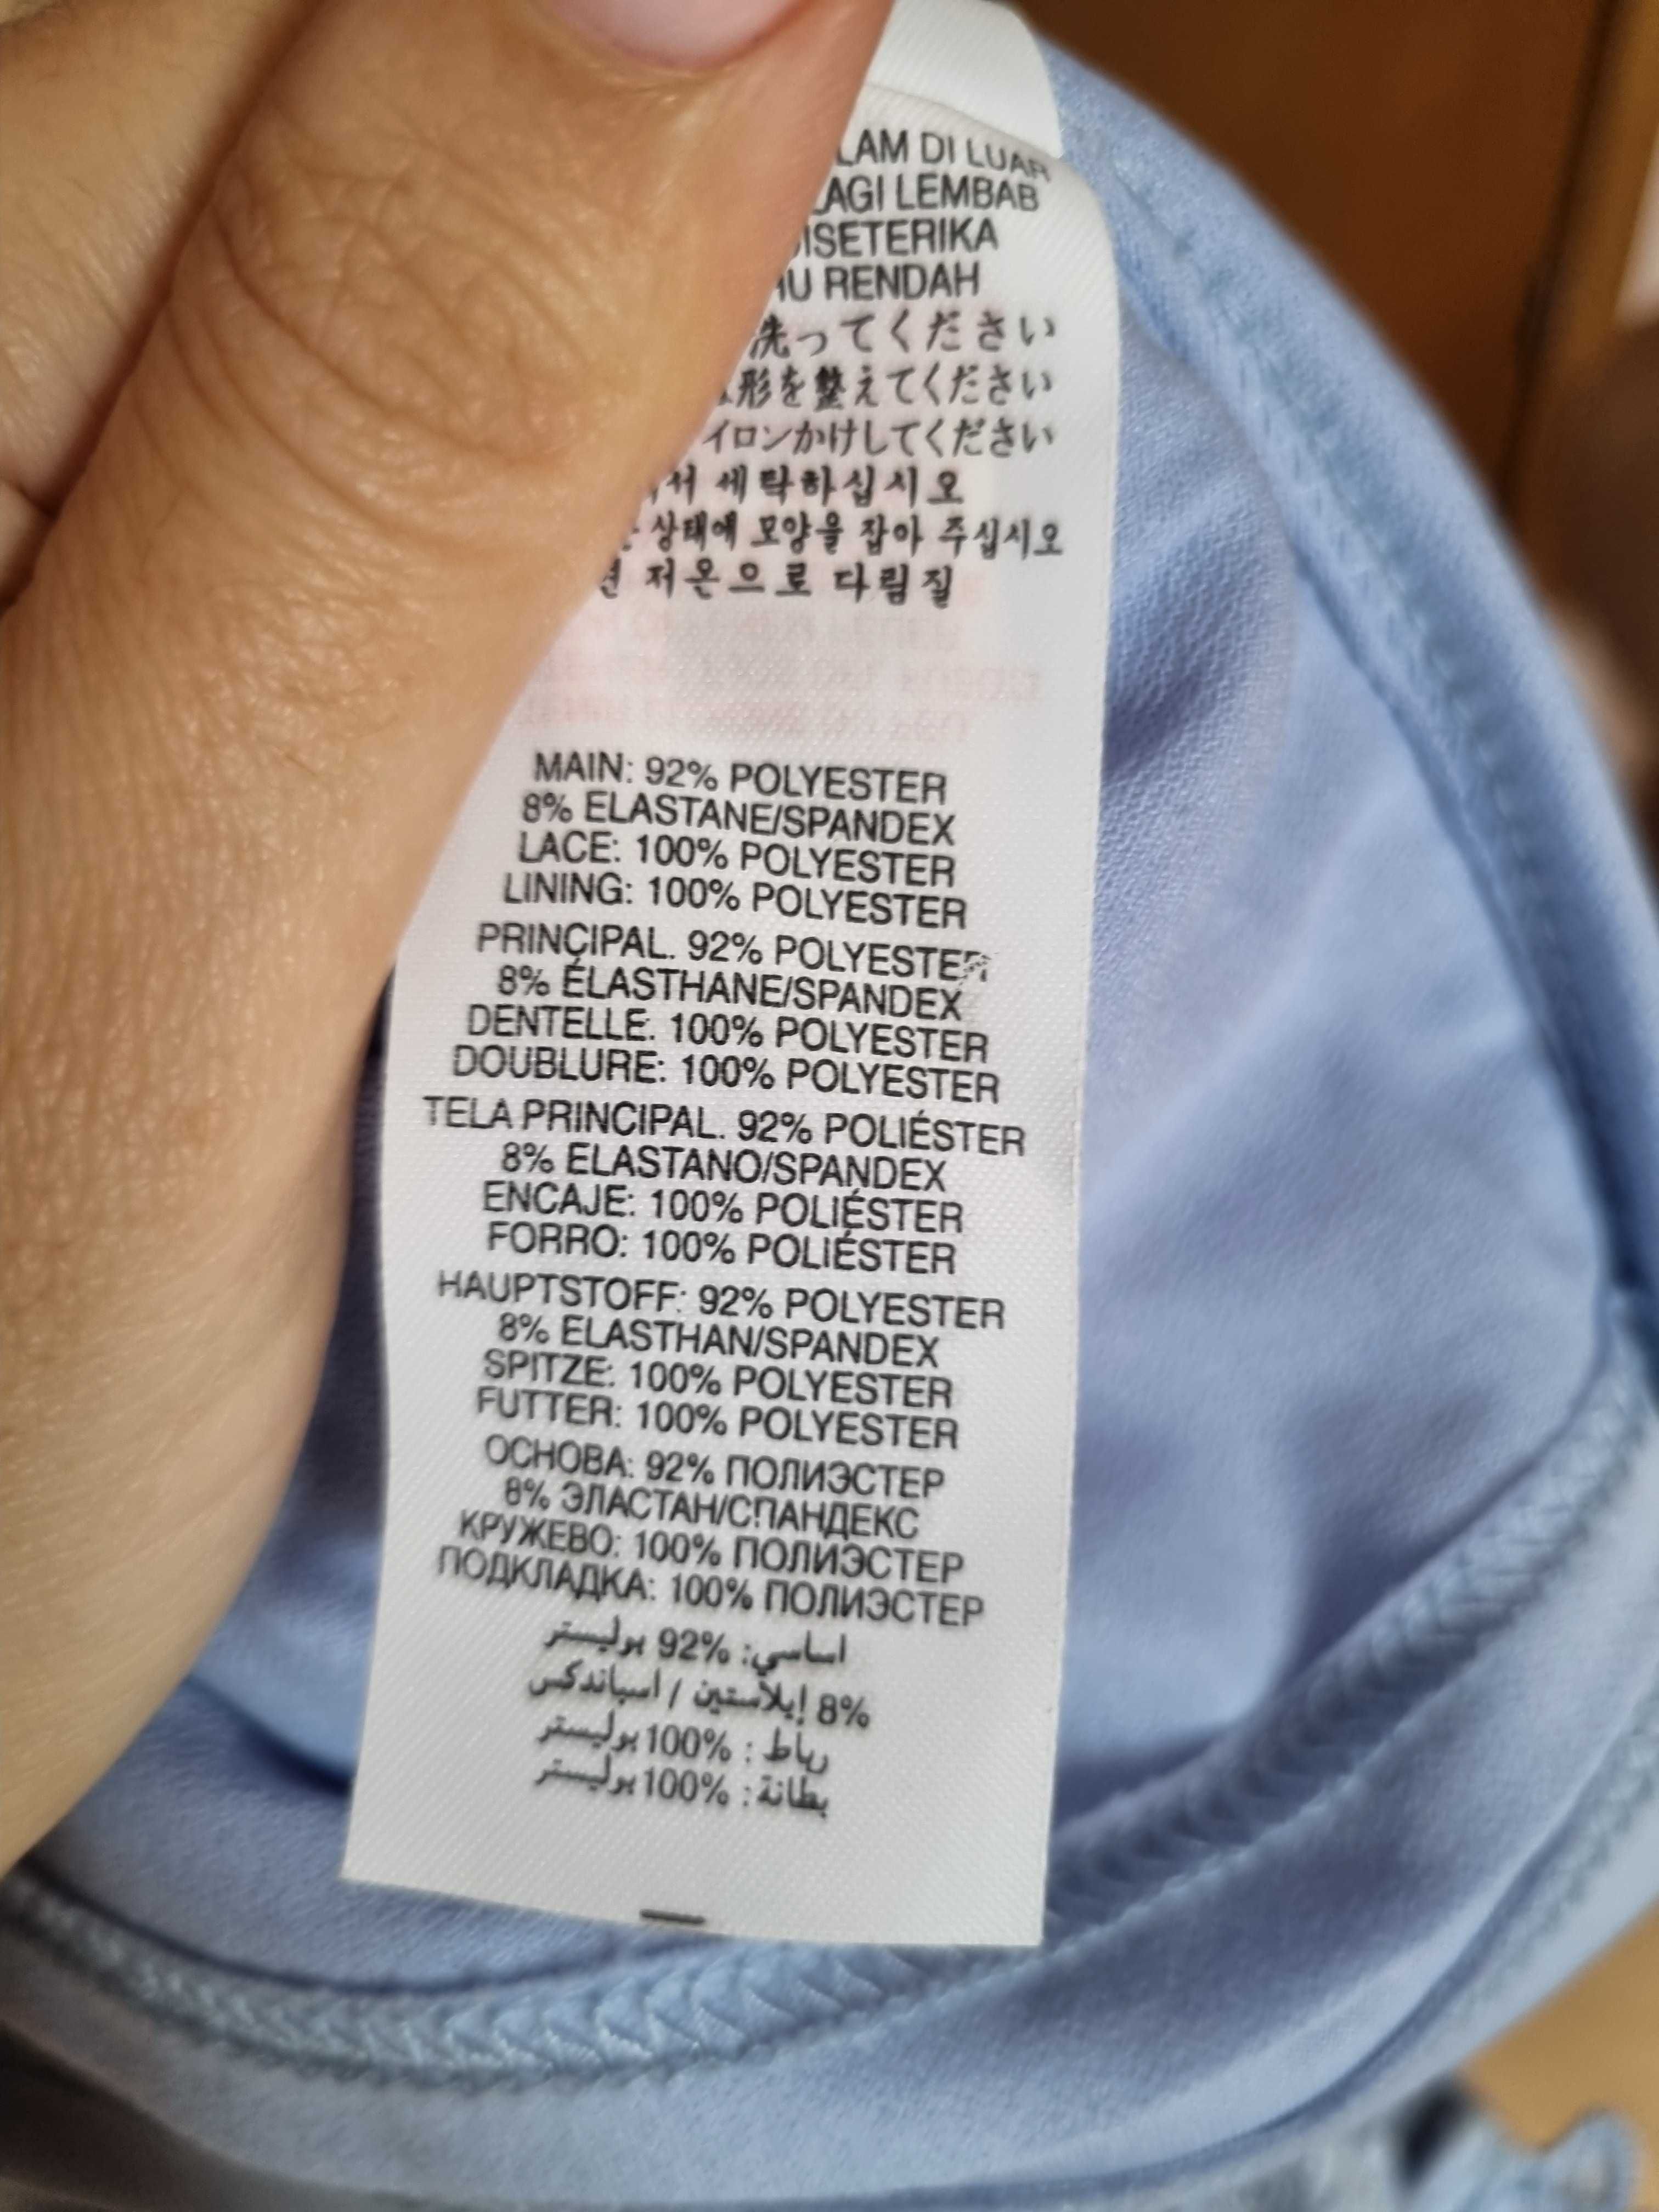 LAM DI LUAR
LAGI LEMBAB
ISETERIKA
HU RENDAH
洗ってください
形を整えてください
イロンかけしてください
서 세탁하십시오
상태에 모양을 잡아 주십시오
저온으로 다림질
MAIN: 92% POLYESTER
8% ELASTANE/SPANDEX
LACE: 100% POLYESTER
LINING: 100% POLYESTER
PRINCIPAL. 92% POLYESTER
8% ÉLASTHANE/SPANDEX
DENTELLE. 100% POLYESTER
DOUBLURE: 100% POLYESTER
TELA PRINCIPAL. 92% POLIÉSTER
8% ELASTANO/SPANDEX
ENCAJE: 100% POLIÉSTER
FORRO: 100% POLIÉSTER
HAUPTSTOFF: 92% POLYESTER
8% ELASTHAN/SPANDEX
SPITZE: 100% POLYESTER
FUTTER: 100% POLYESTER
ОСНОВА: 92% ПОЛИЭСТЕР
8% ЭЛАСТАН/СПАНДЕКС
КРУЖЕВО: 100% ПОЛИЭСТЕР
ПОДКЛАДКА: 100% ПОЛИЭСТЕР
اساسي: 92% بوليستر
8% إيلاستين / اسباندكس
رباط : 100% بوليستر
بطانة: 100% بوليستر